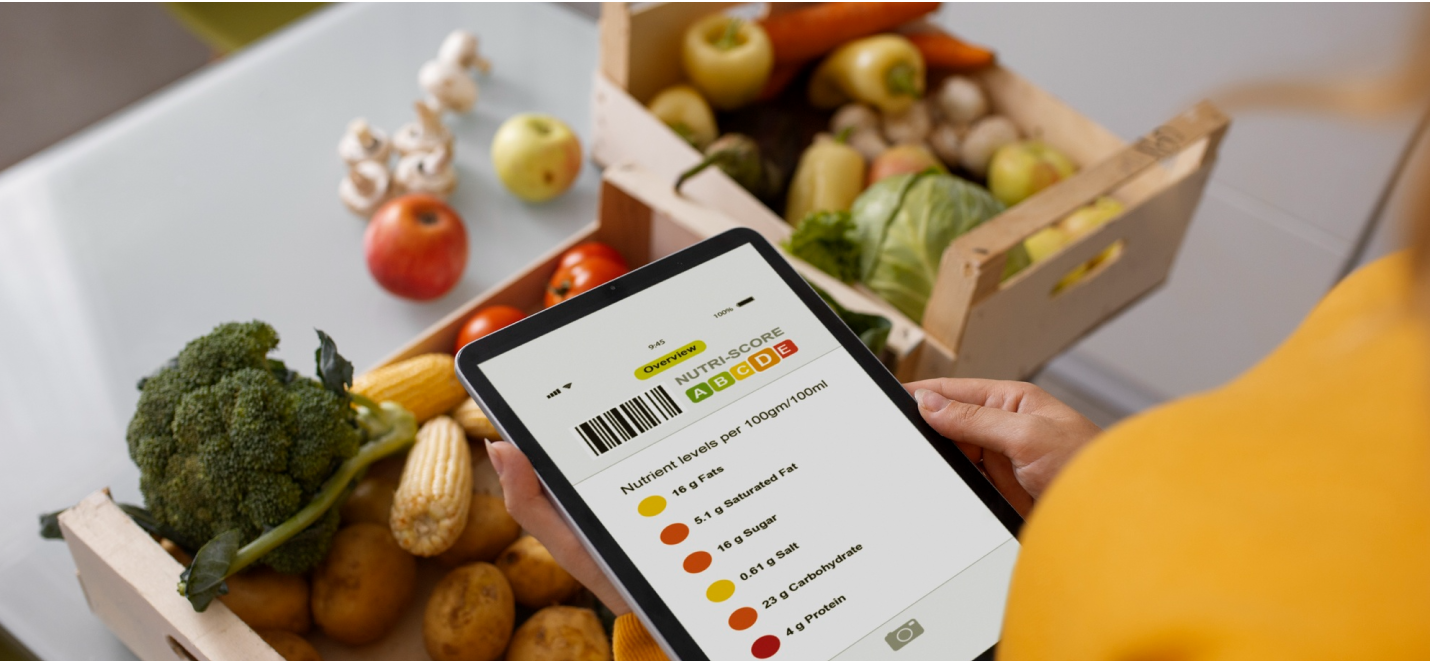 9:45
100%
Overview
NUTRI-SCORE
A B C D E
Nutrient levels per 100gm/100ml
16 g Fats
5.1 g Saturated Fat
16 g Sugar
0.61 g Salt
23 g Carbohydrate
4 g Protein